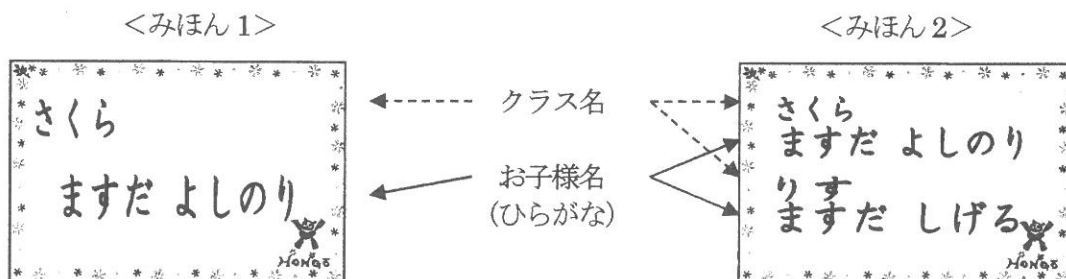 <みほん 1>
さくら
ますだ よしのり
HONGO
クラス名
お子様名
(ひらがな)
<みほん 2>
さくら
ますだ よしのり
りす
ますだ しげる
HONGO